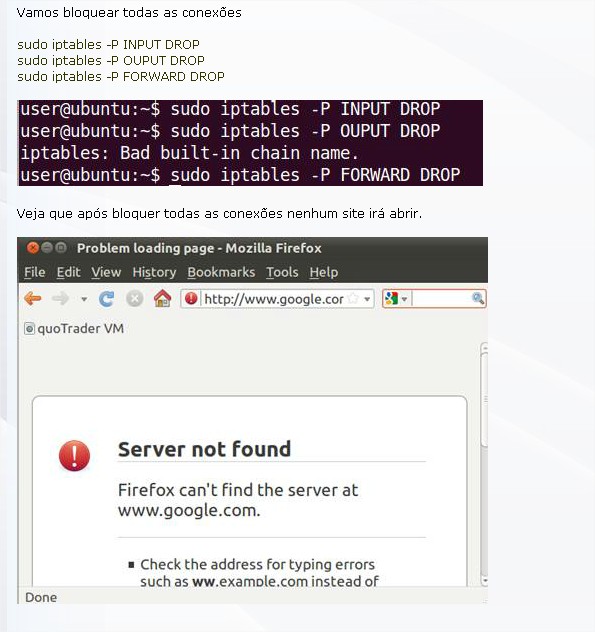 Vamos bloquear todas as conexões
sudo iptables -P INPUT DROP
sudo iptables -P OUPUT DROP
sudo iptables -P FORWARD DROP
user@ubuntu:~$ sudo iptables -P INPUT DROP
user@ubuntu:~$ sudo iptables -P OUPUT DROP
iptables: Bad built-in chain name.
user@ubuntu:~$ sudo iptables -P FORWARD DROP
Veja que após bloquer todas as conexões nenhum site irá abrir.
Problem loading page - Mozilla Firefox
File Edit View History Bookmarks Tools Help
http://www.google.cor
quoTrader VM
Server not found
Firefox can't find the server at
www.google.com.
Check the address for typing errors
such as ww.example.com instead of
Done